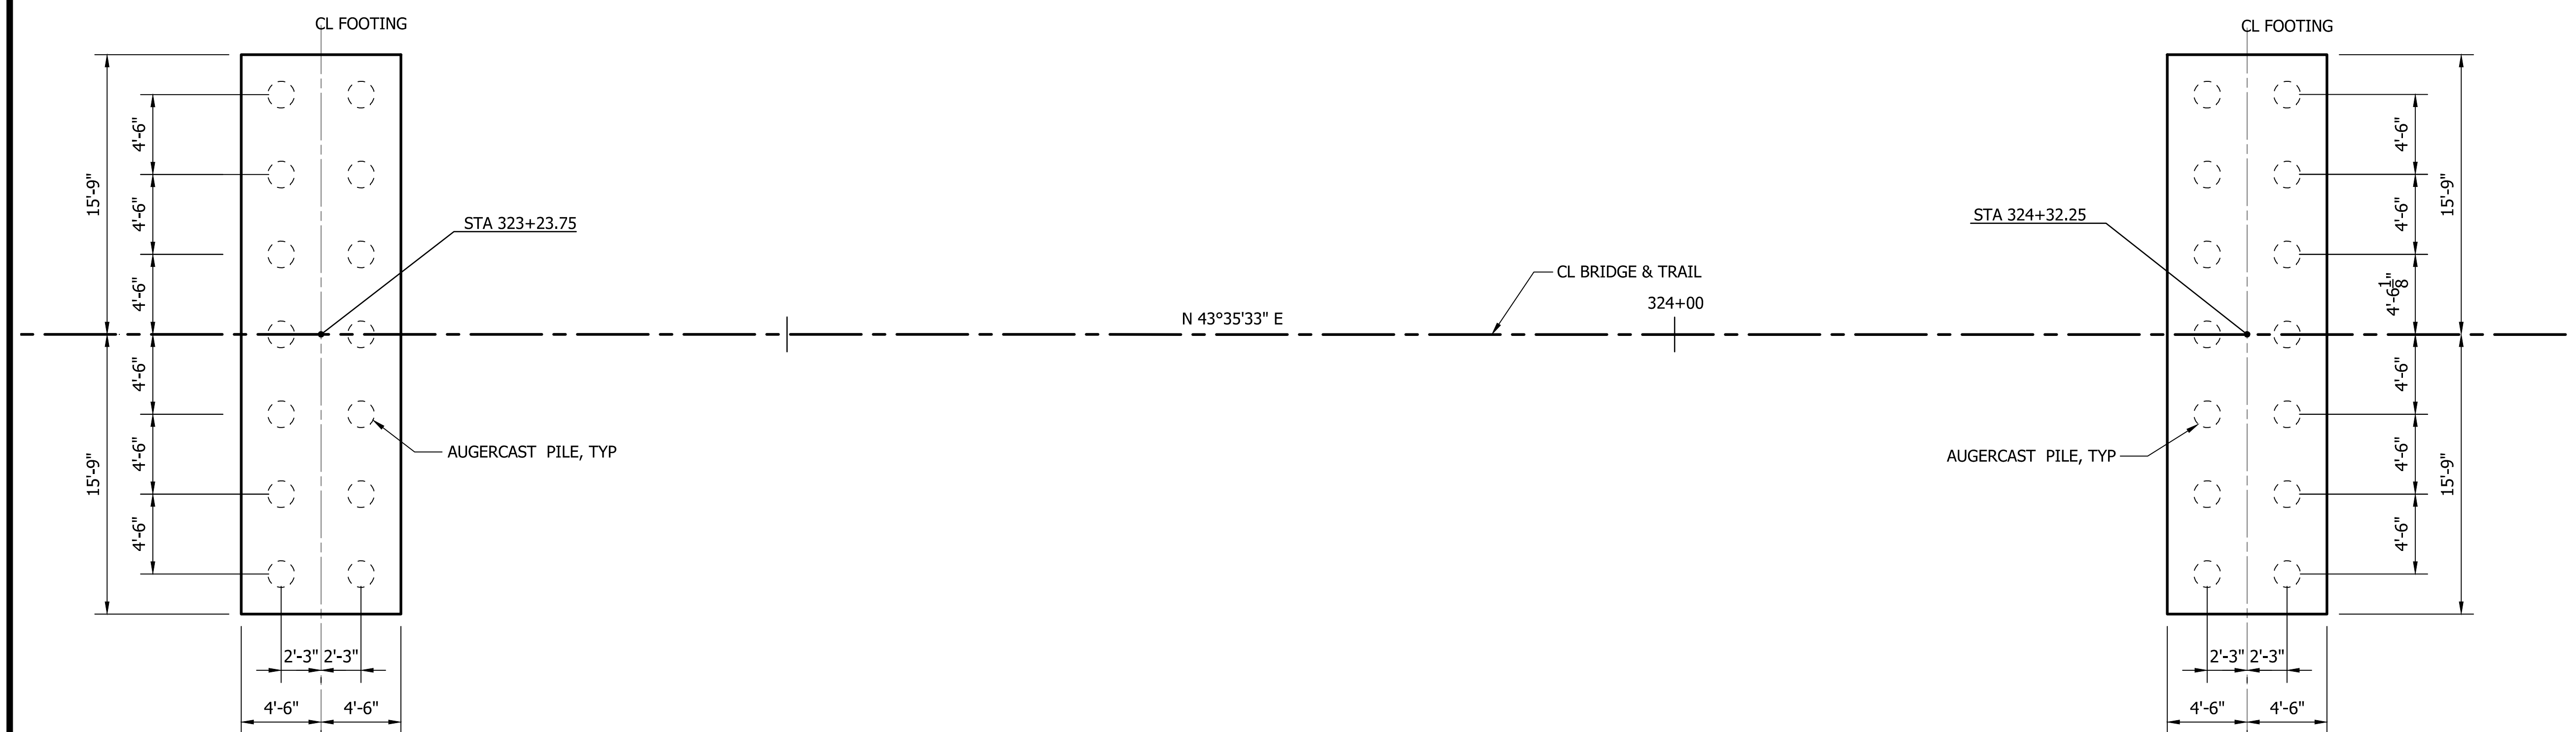 CL FOOTING
CL FOOTING
15'-9"
4'-6"
4'-6"
4'-6"
4'-6"
4'-6"
4'-6"
15'-9"
STA 323+23.75
AUGERCAST  PILE, TYP
2'-3" 2'-3"
4'-6" 4'-6"
N 43°35'33" E
CL BRIDGE & TRAIL
324+00
STA 324+32.25
AUGERCAST  PILE, TYP
4'-6"
4'-6"
4'-6 1/8"
4'-6"
4'-6"
4'-6"
15'-9"
15'-9"
2'-3" 2'-3"
4'-6" 4'-6"